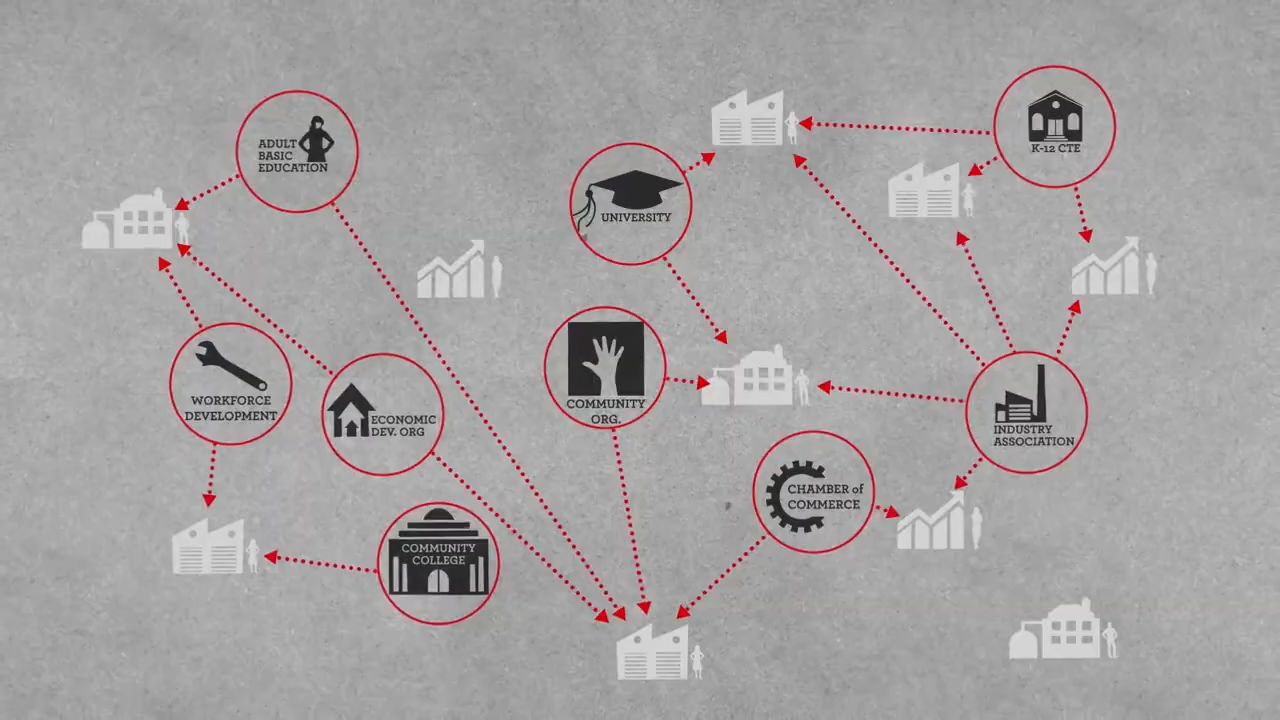 ADULT
BASIC
EDUCATION
K-12 CTE
UNIVERSITY
WORKFORCE
DEVELOPMENT
ECONOMIC
DEV. ORG
COMMUNITY
ORG.
INDUSTRY
ASSOCIATION
CHAMBER of
COMMERCE
COMMUNITY
COLLEGE